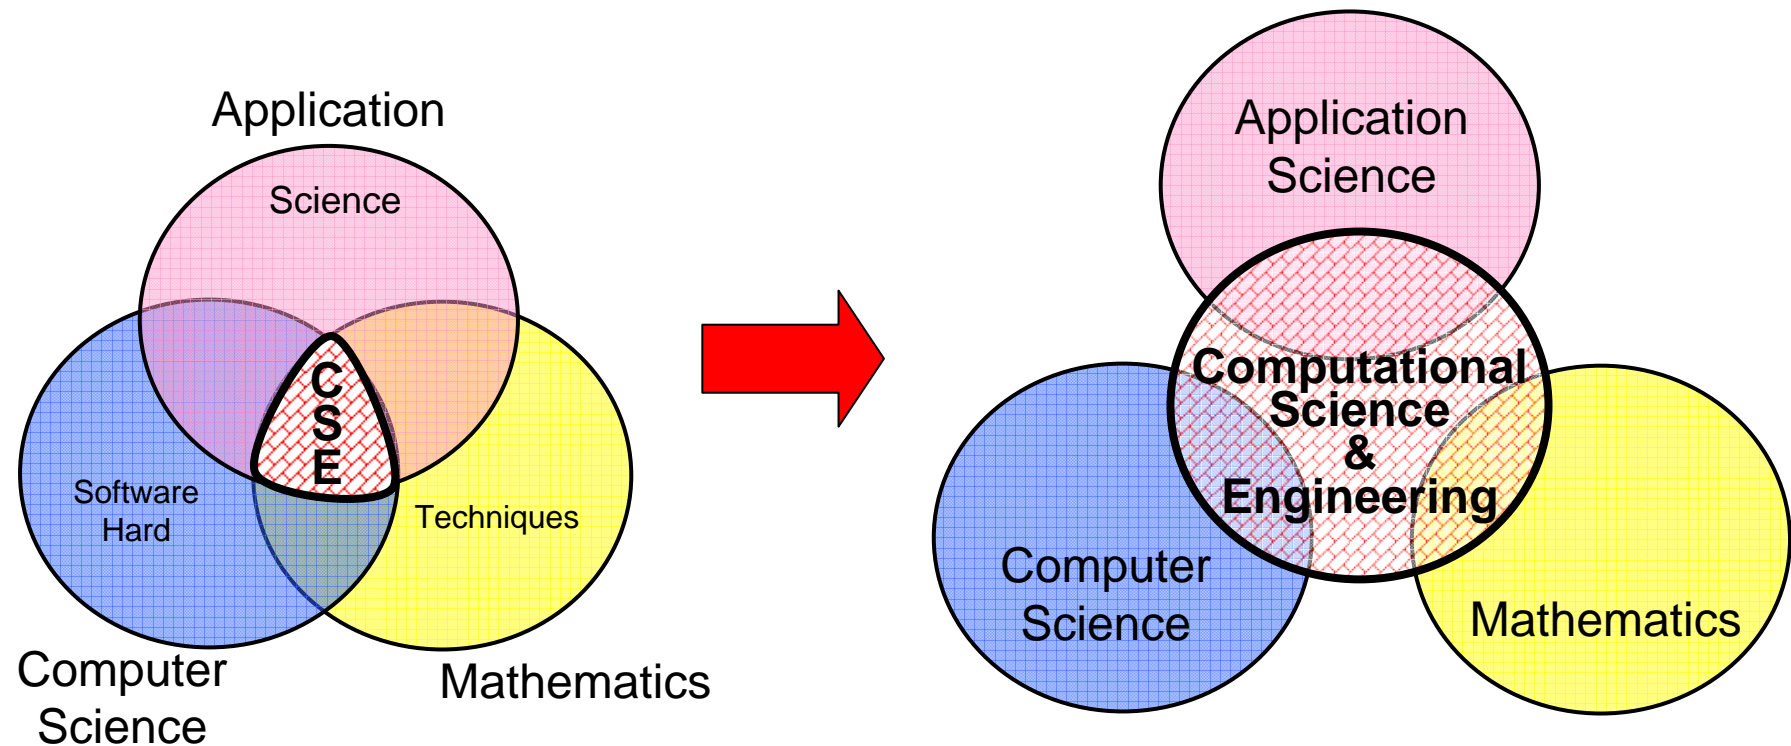 Application
Science
C
S
E
Software
Hard
Techniques
Computer
Science
Mathematics
Application
Science
Computational
Science
&
Engineering
Computer
Science
Mathematics